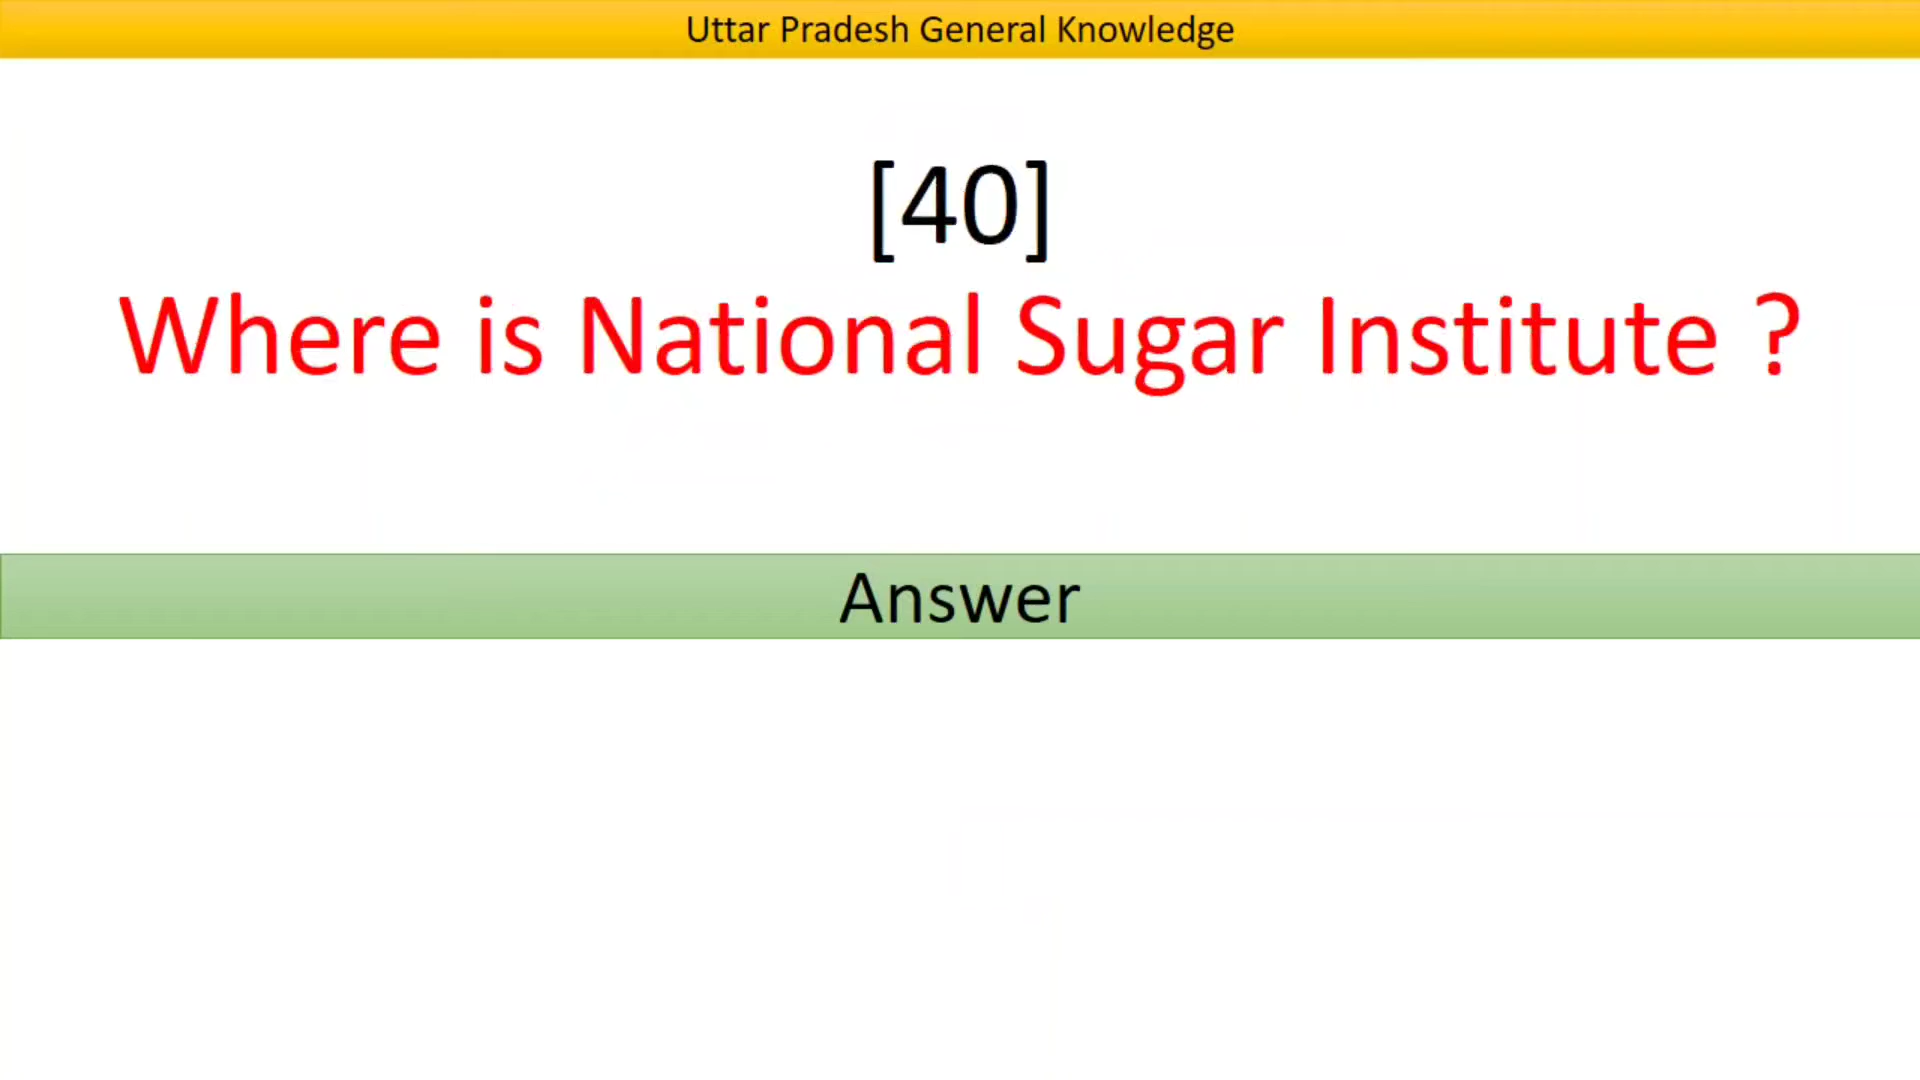 Uttar Pradesh General Knowledge
[40]
Where is National Sugar Institute ?
Answer